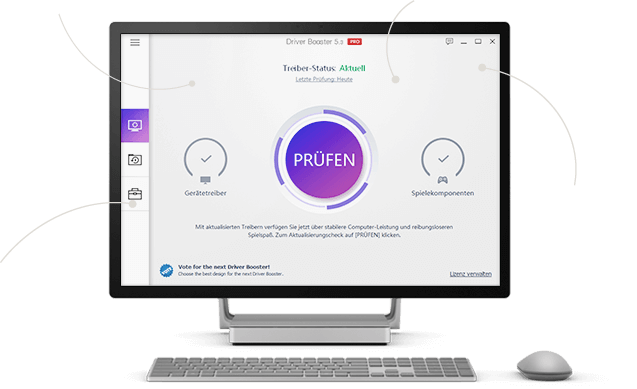 Driver Booster 5.0 PRO
Treiber-Status: Aktuell
Letzte Prüfung: Heute
PRÜFEN
Gerätetreiber
Spielekomponenten
Mit aktualisierten Treibern verfügen Sie jetzt über stabilere Computer-Leistung und reibungsloseren
Spielspaß. Zum Aktualisierungscheck auf [PRÜFEN] klicken.
Vote for the next Driver Booster!
Choose the best design for the next Driver Booster.
Lizenz verwalten